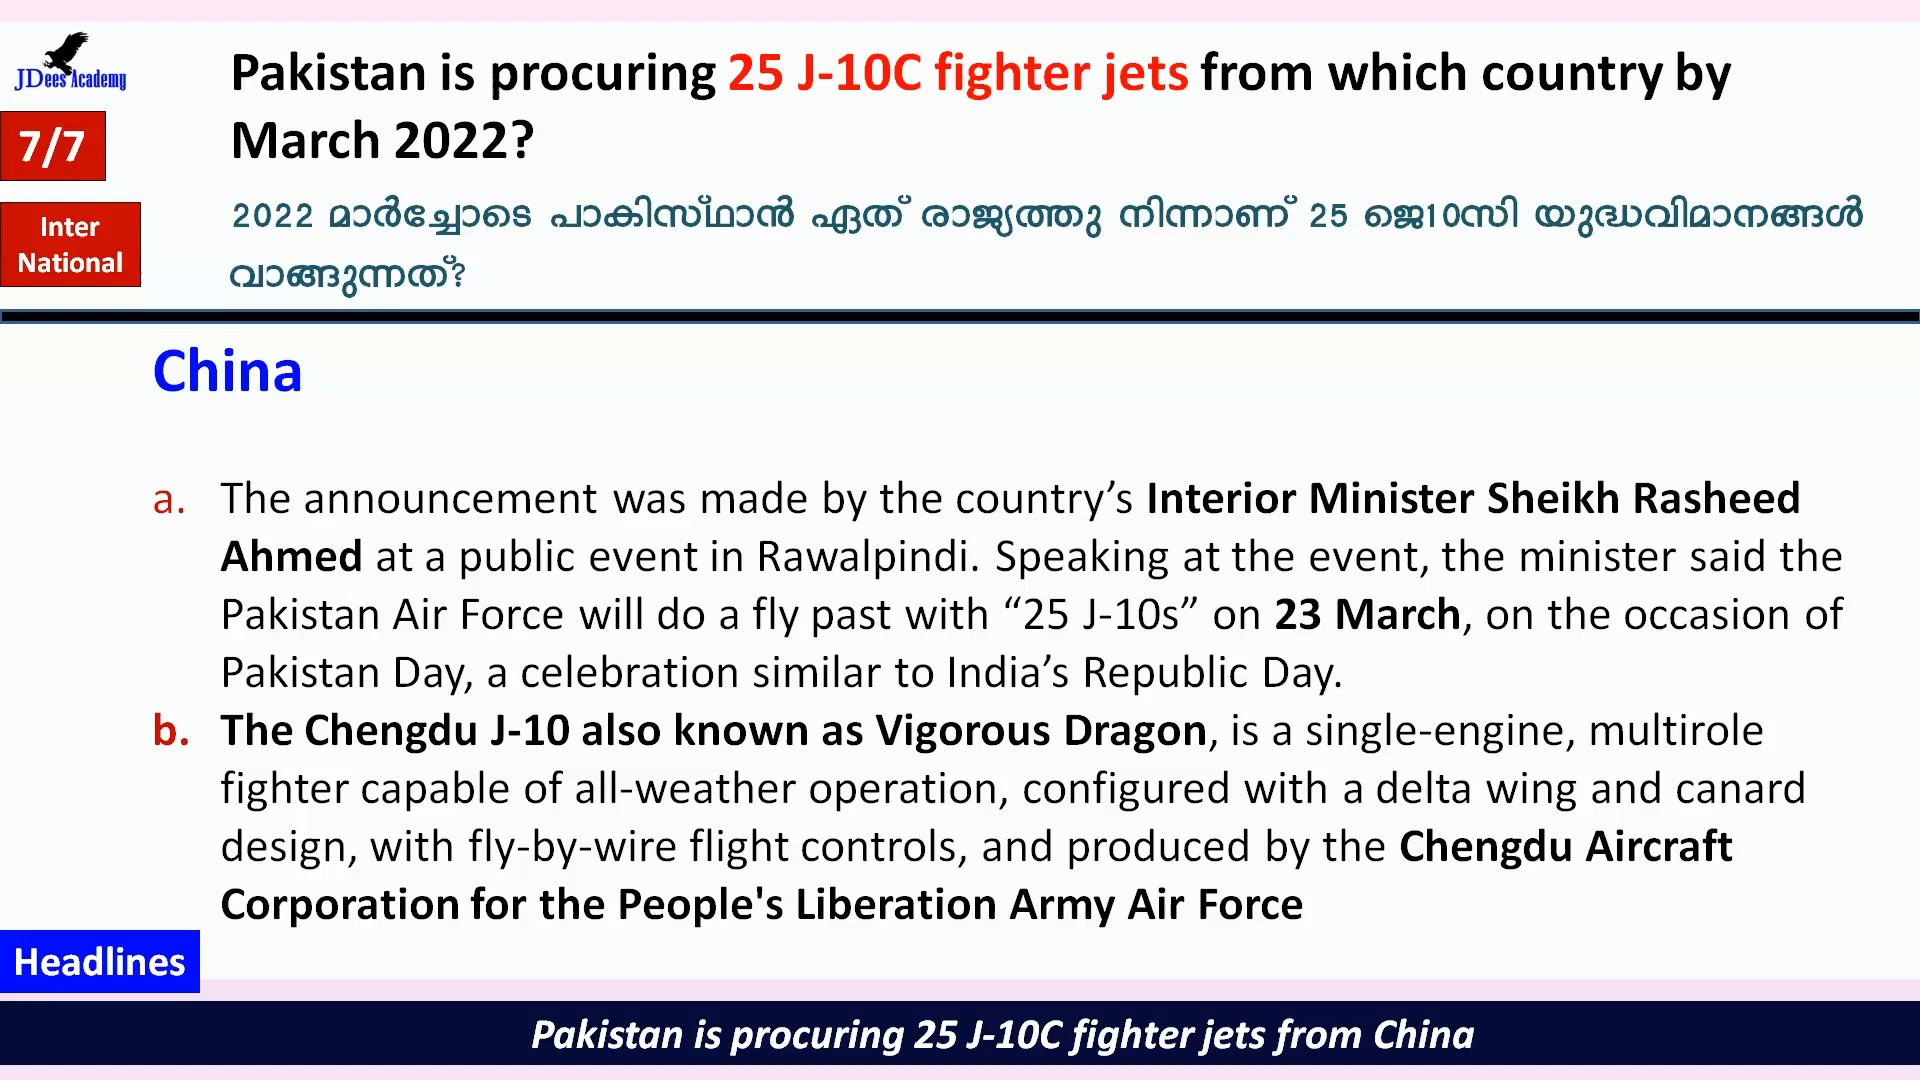 JDees Academy
Pakistan is procuring 25 J-10C fighter jets from which country by
March 2022?
7/7
2022 മാർച്ചോടെ പാകിസ്ഥാൻ ഏത് രാജ്യത്തു നിന്നാണ് 25 ജെ10സി യുദ്ധവിമാനങ്ങൾ
വാങ്ങുന്നത്?
Inter
National
China
a. The announcement was made by the country’s Interior Minister Sheikh Rasheed
Ahmed at a public event in Rawalpindi. Speaking at the event, the minister said the
Pakistan Air Force will do a fly past with “25 J-10s” on 23 March, on the occasion of
Pakistan Day, a celebration similar to India’s Republic Day.
b. The Chengdu J-10 also known as Vigorous Dragon, is a single-engine, multirole
fighter capable of all-weather operation, configured with a delta wing and canard
design, with fly-by-wire flight controls, and produced by the Chengdu Aircraft
Corporation for the People's Liberation Army Air Force
Headlines
Pakistan is procuring 25 J-10C fighter jets from China